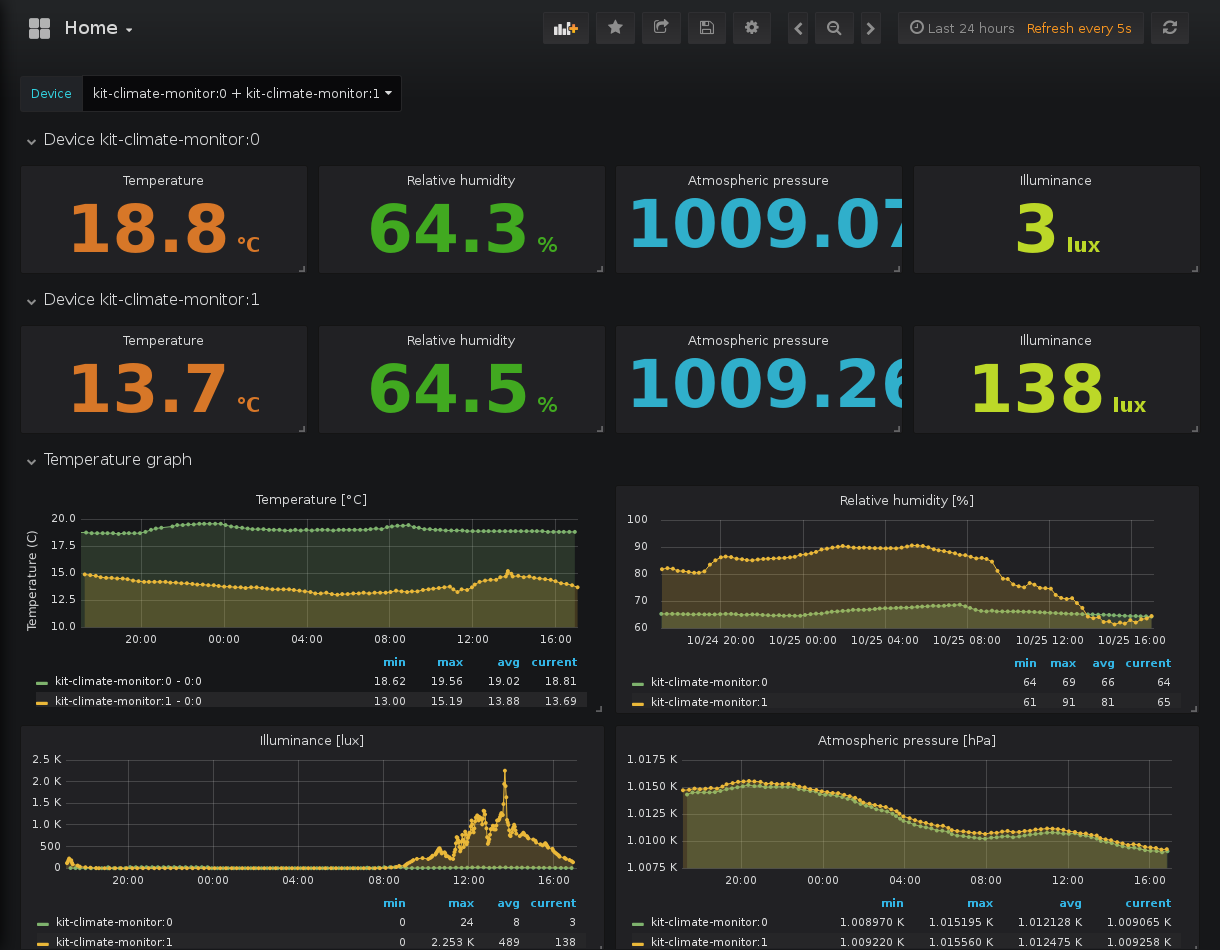 Home
Last 24 hours Refresh every 5s
Device kit-climate-monitor:0 + kit-climate-monitor:1
Device kit-climate-monitor:0
Temperature Relative humidity Atmospheric pressure Illuminance
18.8 °C 64.3 % 1009.07 3 lux
Device kit-climate-monitor:1
Temperature Relative humidity Atmospheric pressure Illuminance
13.7 °C 64.5 % 1009.26 138 lux
Temperature graph
Temperature [°C]
Temperature (C)
20.0
17.5
15.0
12.5
10.0
20:00 00:00 04:00 08:00 12:00 16:00
min max avg current
kit-climate-monitor:0 - 0:0 18.62 19.56 19.02 18.81
kit-climate-monitor:1 - 0:0 13.00 15.19 13.88 13.69
Relative humidity [%]
100
90
80
70
60
10/24 20:00 10/25 00:00 10/25 04:00 10/25 08:00 10/25 12:00 10/25 16:00
min max avg current
kit-climate-monitor:0 64 69 66 64
kit-climate-monitor:1 61 91 81 65
Illuminance [lux]
2.5 K
2.0 K
1.5 K
1.0 K
500
0
20:00 00:00 04:00 08:00 12:00 16:00
min max avg current
kit-climate-monitor:0 0 24 8 3
kit-climate-monitor:1 0 2.253 K 489 138
Atmospheric pressure [hPa]
1.0175 K
1.0150 K
1.0125 K
1.0100 K
1.0075 K
20:00 00:00 04:00 08:00 12:00 16:00
min max avg current
kit-climate-monitor:0 1.008970 K 1.015195 K 1.012128 K 1.009065 K
kit-climate-monitor:1 1.009220 K 1.015560 K 1.012475 K 1.009258 K